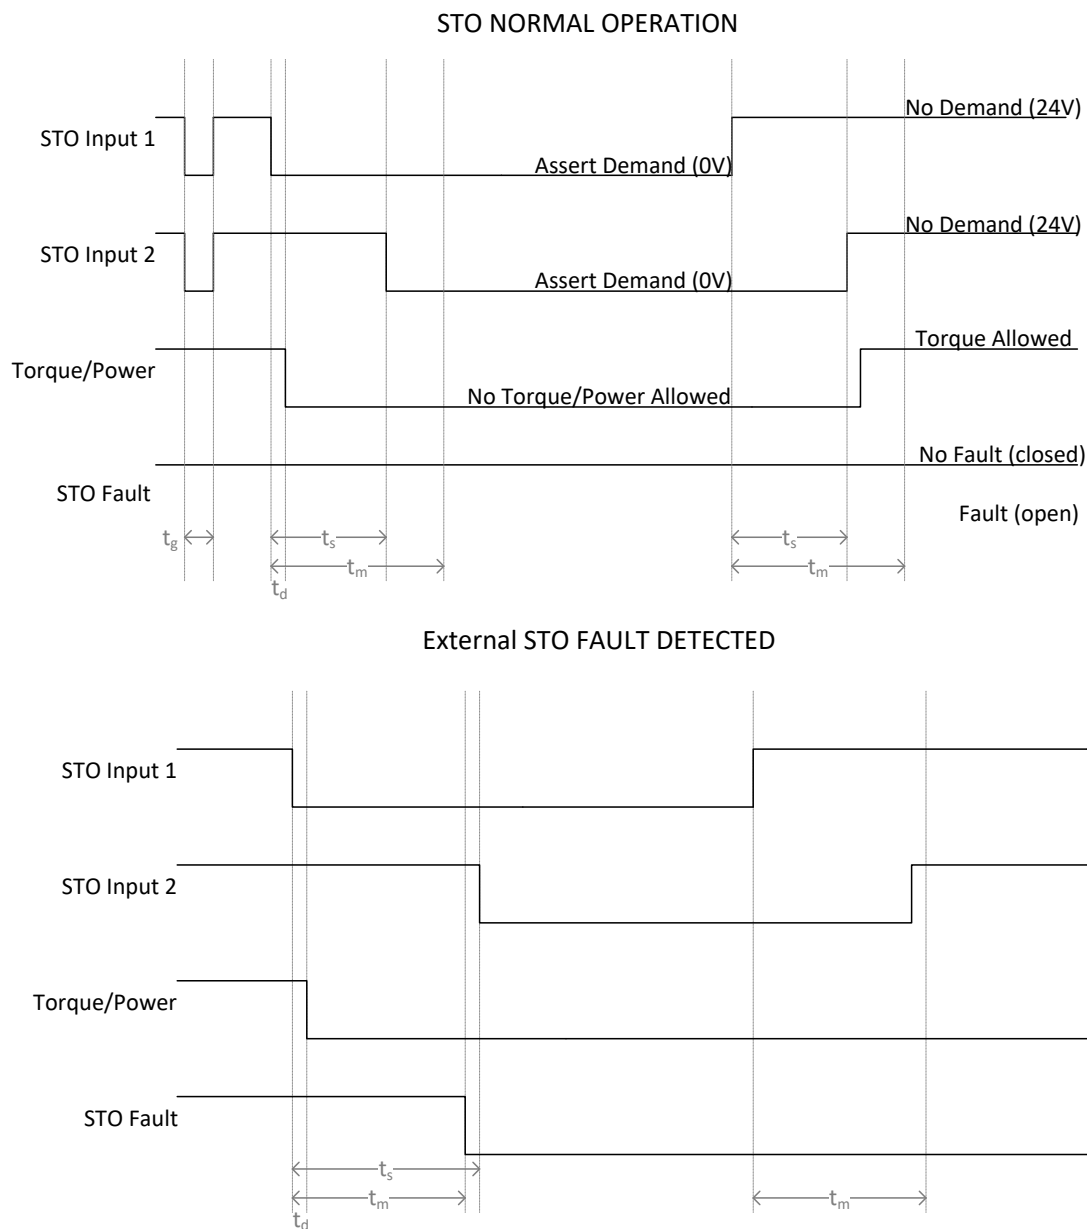 STO NORMAL OPERATION
No Demand (24V)
STO Input 1
Assert Demand (0V)
No Demand (24V)
STO Input 2
Assert Demand (0V)
Torque Allowed
Torque/Power
No Torque/Power Allowed
No Fault (closed)
STO Fault
Fault (open)
tg ts ts
tm tm
td
External STO FAULT DETECTED
STO Input 1
STO Input 2
Torque/Power
STO Fault
ts
tm tm
td